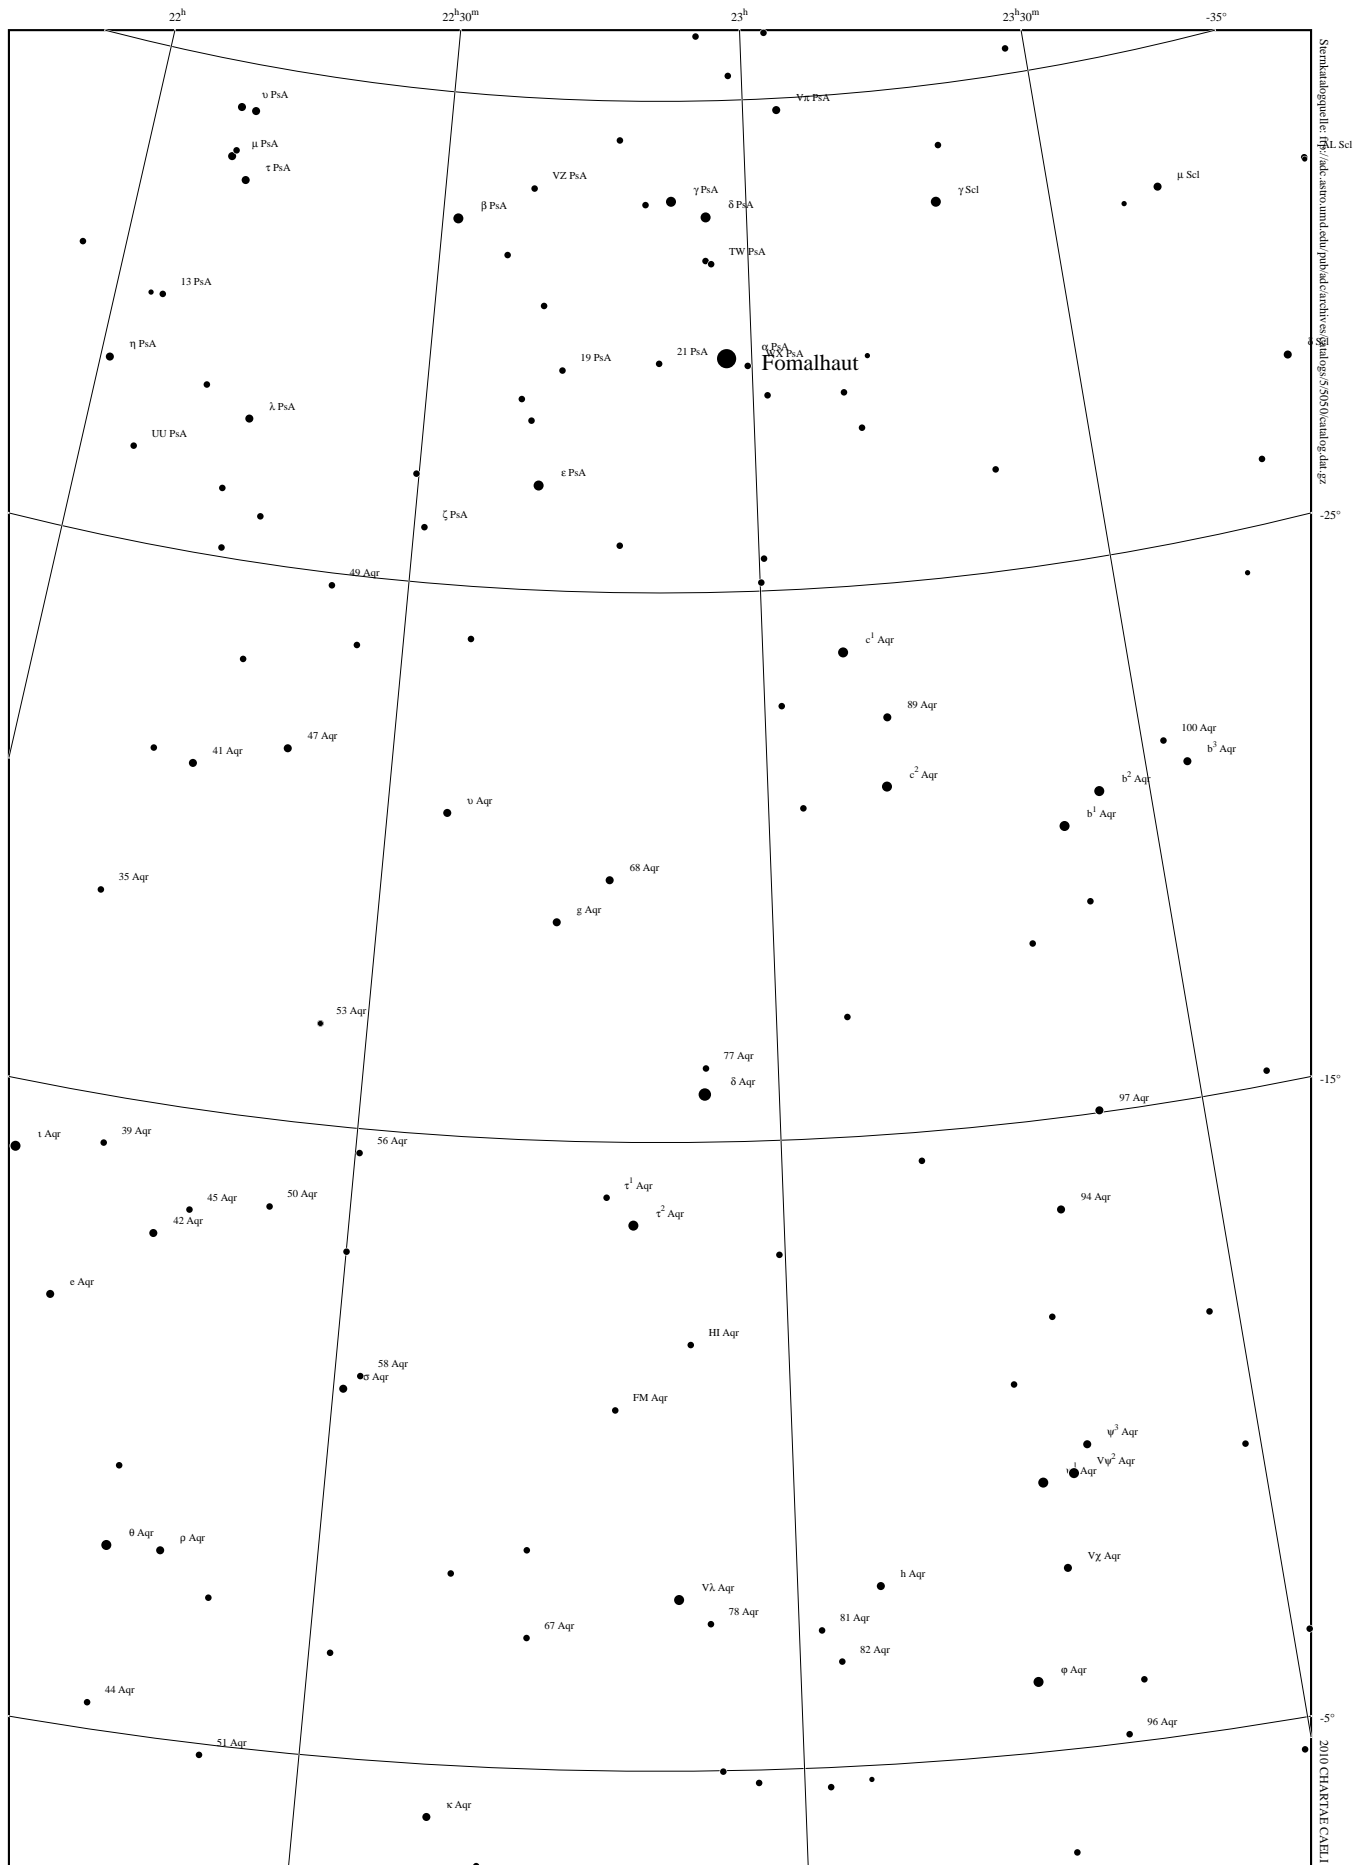 22h
22h30m
23h
23h30m
-35°
υ PsA
Vπ PsA
μ PsA
AL Scl
τ PsA
VZ PsA
μ Scl
γ PsA
γ Scl
β PsA
δ PsA
TW PsA
13 PsA
η PsA
19 PsA
21 PsA
α PsA
WX PsA
Fomalhaut
λ PsA
UU PsA
ε PsA
ζ PsA
-25°
49 Aqr
c1 Aqr
89 Aqr
47 Aqr
41 Aqr
100 Aqr
b3 Aqr
c2 Aqr
b2 Aqr
υ Aqr
b1 Aqr
68 Aqr
35 Aqr
g Aqr
53 Aqr
77 Aqr
-15°
δ Aqr
97 Aqr
ι Aqr
39 Aqr
56 Aqr
τ1 Aqr
50 Aqr
45 Aqr
94 Aqr
τ2 Aqr
42 Aqr
e Aqr
HI Aqr
58 Aqr
σ Aqr
FM Aqr
ψ3 Aqr
Vψ2 Aqr
1 Aqr
θ Aqr
ρ Aqr
Vχ Aqr
h Aqr
Vλ Aqr
78 Aqr
67 Aqr
81 Aqr
82 Aqr
φ Aqr
44 Aqr
-5°
96 Aqr
51 Aqr
κ Aqr
Sternkatalogquelle: ftp://adc.astro.umd.edu/pub/adc/archives/catalogs/5/5050/catalog.dat.gz
2010 CHARTAE CAELI